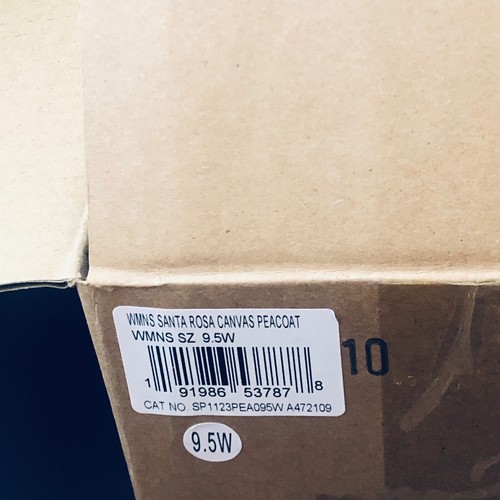 WMNS SANTA ROSA CANVAS PEACOAT
WMNS SZ 9.5W
1 91986 53787 8
CAT NO. SP1123PEA095W A472109
10
9.5W